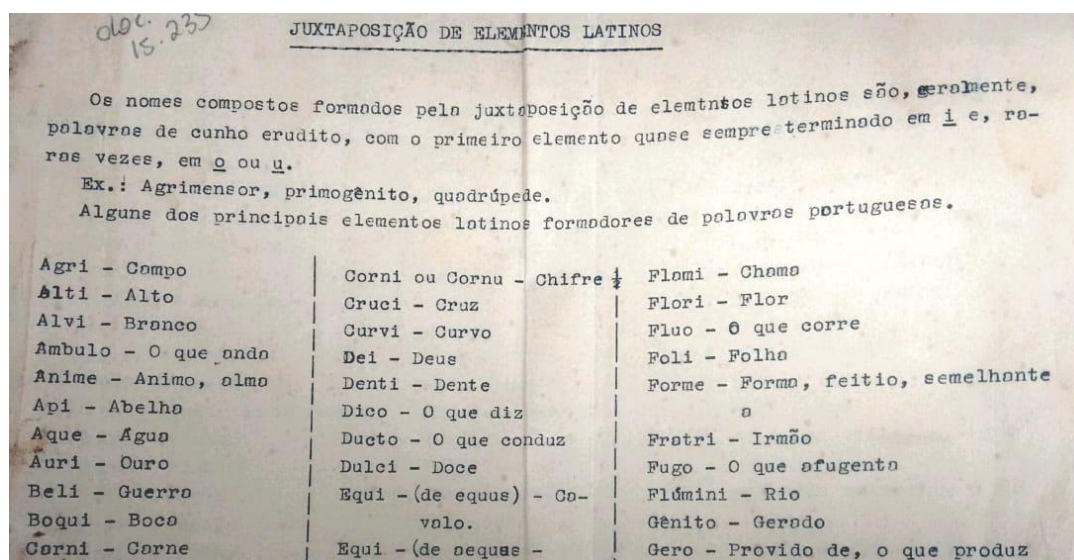 doc.
15.235
JUXTAPOSIÇÃO DE ELEMENTOS LATINOS
Os nomes compostos formados pela juxtaposição de elemtntos latinos são, geralmente,
palavras de cunho erudito, com o primeiro elemento quase sempre terminado em i e, ra-
ras vezes, em o ou u.
Ex.: Agrimensor, primogênito, quadrúpede.
Alguns dos principais elementos latinos formadores de palavras portuguesas.
Agri - Campo
Alti - Alto
Alvi - Branco
Ambulo - O que anda
Anime - Animo, alma
Api - Abelha
Aque - Água
Auri - Ouro
Beli - Guerra
Boqui - Boca
Carni - Carne
Corni ou Cornu - Chifre
Cruci - Cruz
Curvi - Curvo
Dei - Deus
Denti - Dente
Dico - O que diz
Ducto - O que conduz
Dulci - Doce
Equi - (de equus) - Ca-
valo.
Equi - (de aequas -
Flami - Chama
Flori - Flor
Fluo - O que corre
Foli - Folha
Forme - Forma, feitio, semelhante
a
Fratri - Irmão
Fugo - O que afugenta
Flúmini - Rio
Gênito - Gerado
Gero - Provido de, o que produz